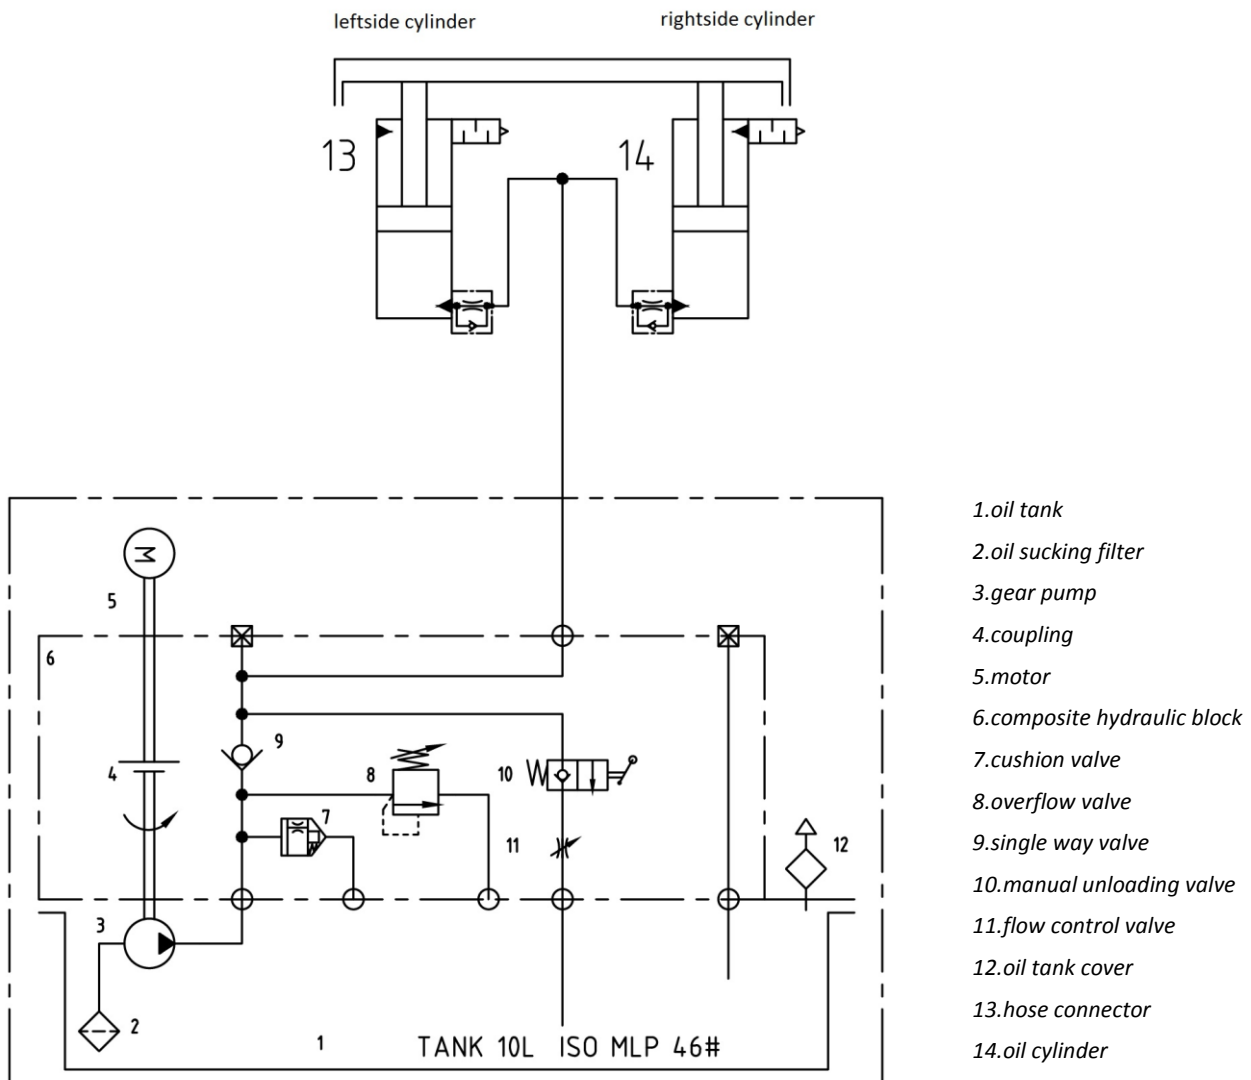 leftside cylinder
rightside cylinder
13
14
M
5
6
9
4
8
10
7
11
12
3
2
1
TANK 10L ISO MLP 46#
1.oil tank
2.oil sucking filter
3.gear pump
4.coupling
5.motor
6.composite hydraulic block
7.cushion valve
8.overflow valve
9.single way valve
10.manual unloading valve
11.flow control valve
12.oil tank cover
13.hose connector
14.oil cylinder